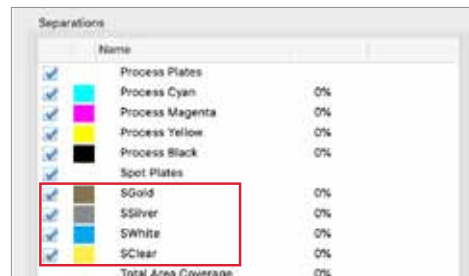 Separations
Name
Process Plates
Process Cyan 0%
Process Magenta 0%
Process Yellow 0%
Process Black 0%
Spot Plates
SGold 0%
SSilver 0%
SWhite 0%
SClear 0%
Total Area Coverage 0%